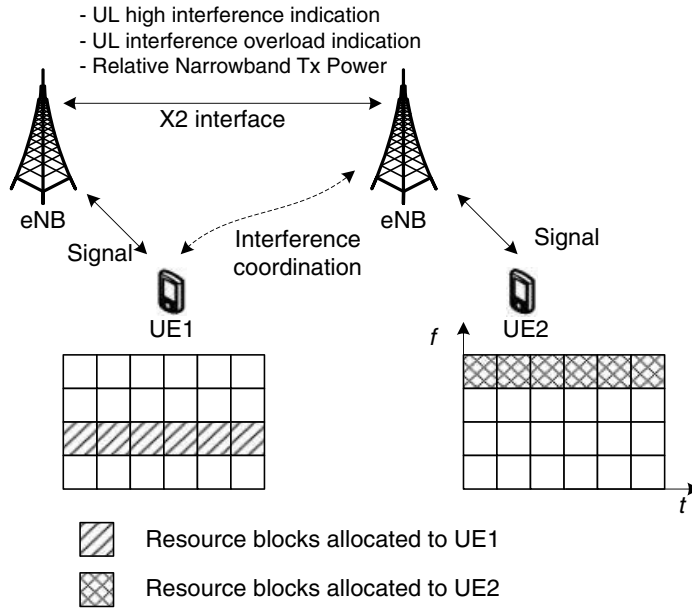 - UL high interference indication
- UL interference overload indication
- Relative Narrowband Tx Power
X2 interface
eNB
eNB
Signal
Interference
coordination
Signal
UE1
UE2
f
t
Resource blocks allocated to UE1
Resource blocks allocated to UE2